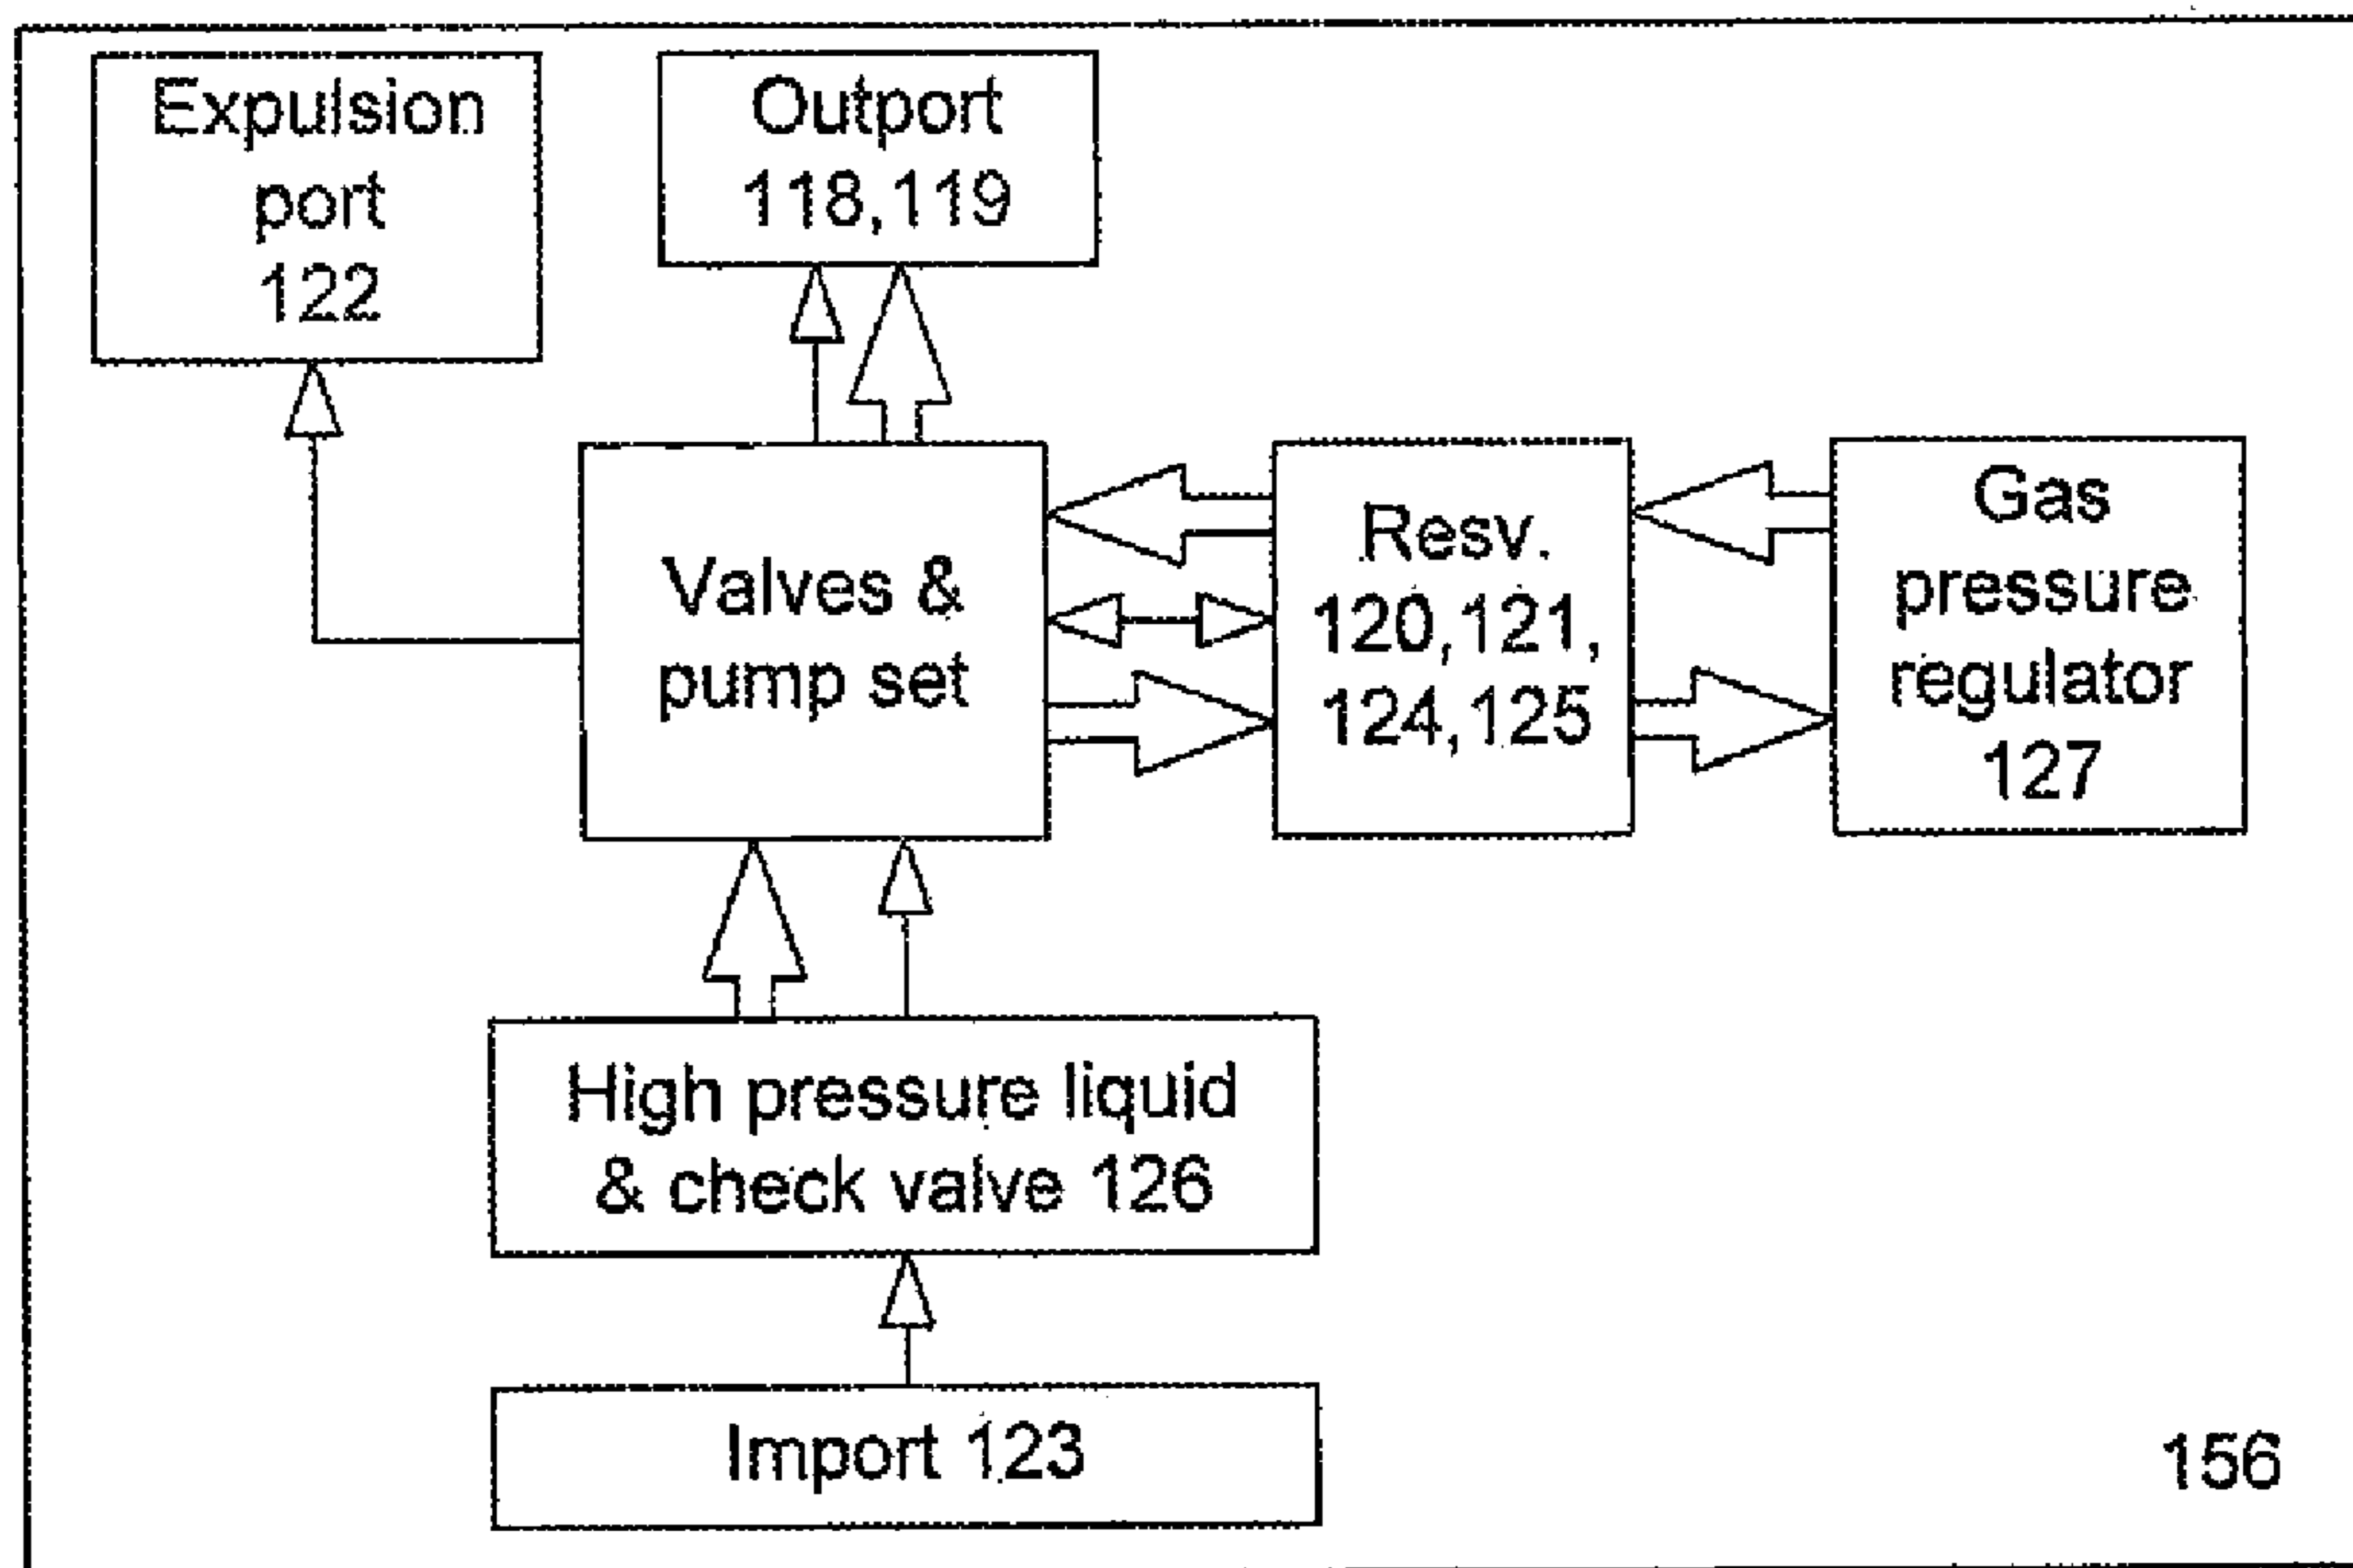 Expulsion
port
122
Outport
118,119
Valves &
pump set
Resv.
120,121,
124,125
Gas
pressure
regulator
127
High pressure liquid
& check valve 126
Import 123
156